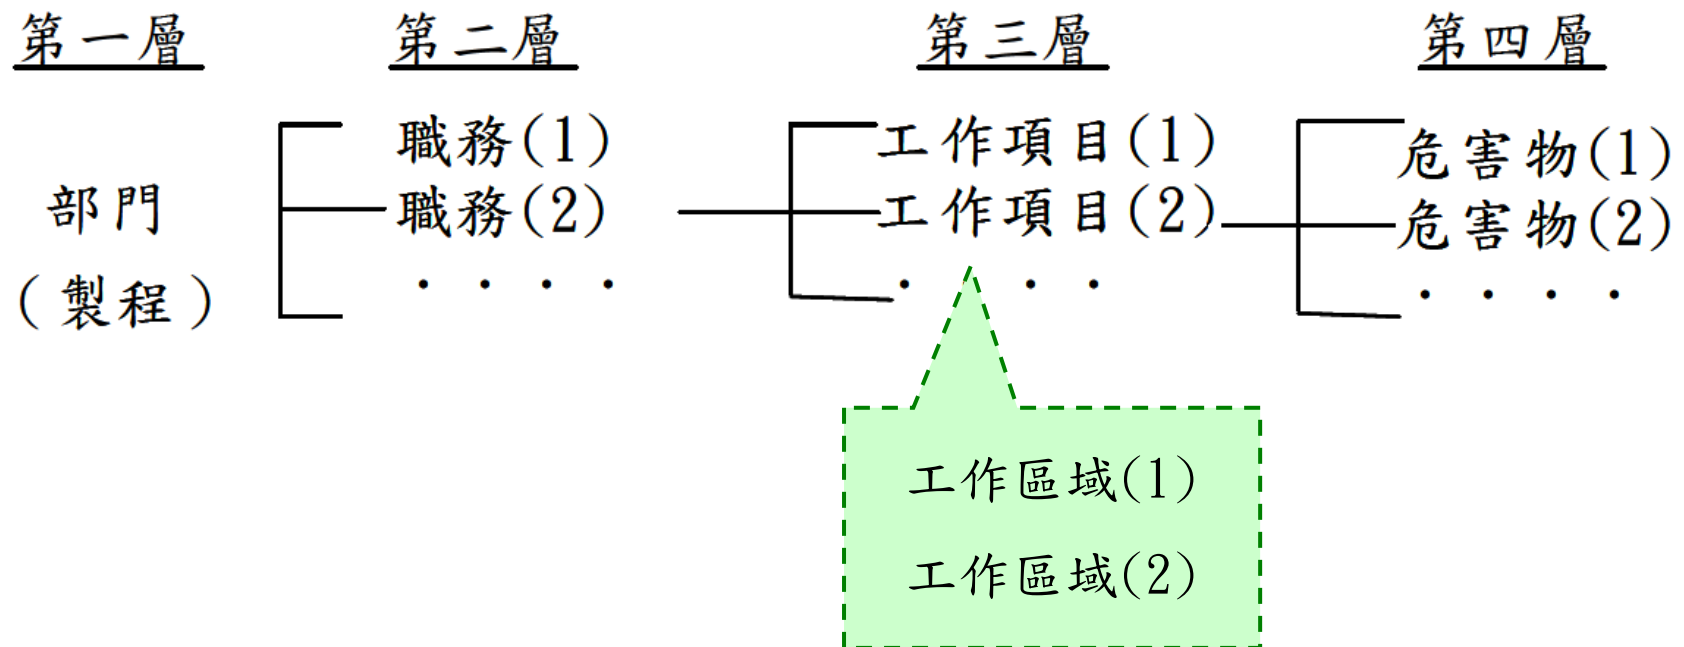 第一層 第二層 第三層 第四層
職務(1) 工作項目(1) 危害物(1)
部門 職務(2) 工作項目(2) 危害物(2)
(製程) ・・・・ ・ ・・ ・・・・
工作區域(1)
工作區域(2)